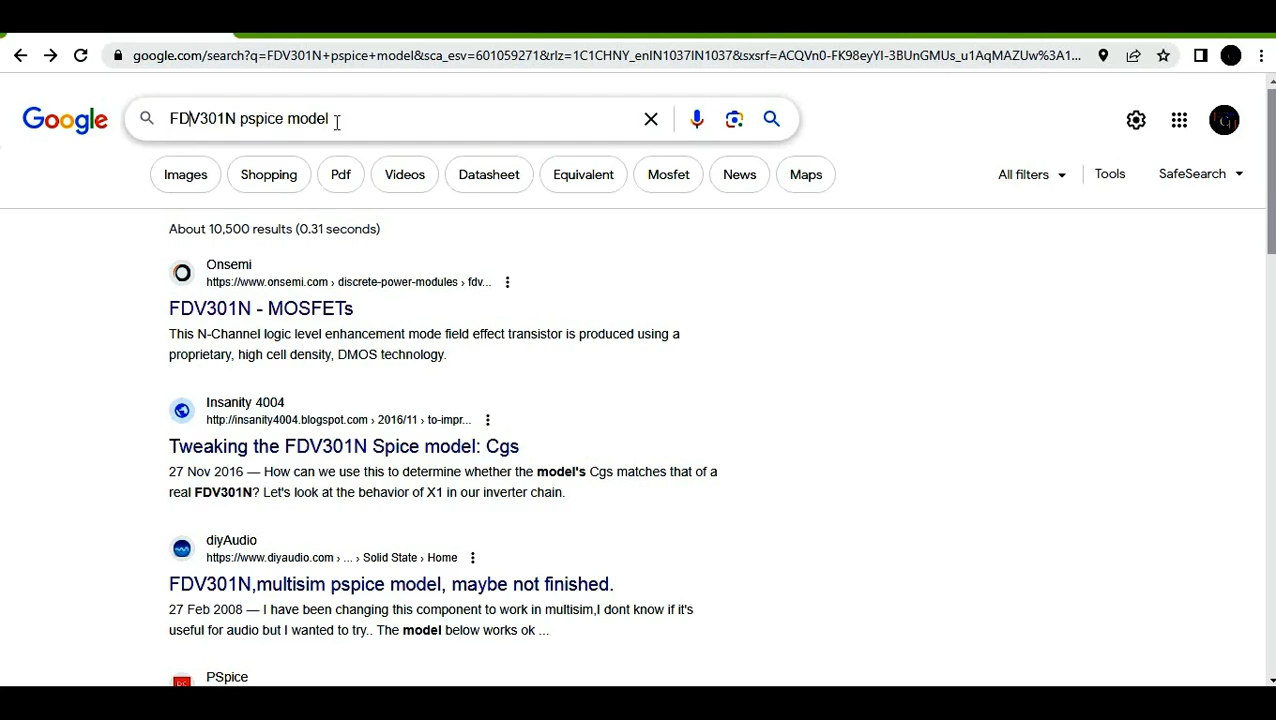 google.com/search?q=FDV301N+pspice+model&sca_esv=601059271&rlz=1C1CHNY_enIN1037IN1037&sxsrf=ACQVn0-FK98eyYI-3BUnGMUs_u1AqMAZUw%3A1...
Google
FDV301N pspice model
Images
Shopping
Pdf
Videos
Datasheet
Equivalent
Mosfet
News
Maps
All filters
Tools
SafeSearch
About 10,500 results (0.31 seconds)
Onsemi
https://www.onsemi.com › discrete-power-modules › fdv...
FDV301N - MOSFETs
This N-Channel logic level enhancement mode field effect transistor is produced using a
proprietary, high cell density, DMOS technology.
Insanity 4004
http://insanity4004.blogspot.com › 2016/11 › to-impr...
Tweaking the FDV301N Spice model: Cgs
27 Nov 2016 — How can we use this to determine whether the model's Cgs matches that of a
real FDV301N? Let's look at the behavior of X1 in our inverter chain.
diyAudio
https://www.diyaudio.com › ... › Solid State › Home
FDV301N,multisim pspice model, maybe not finished.
27 Feb 2008 — I have been changing this component to work in multisim,I dont know if it's
useful for audio but I wanted to try.. The model below works ok ...
PSpice